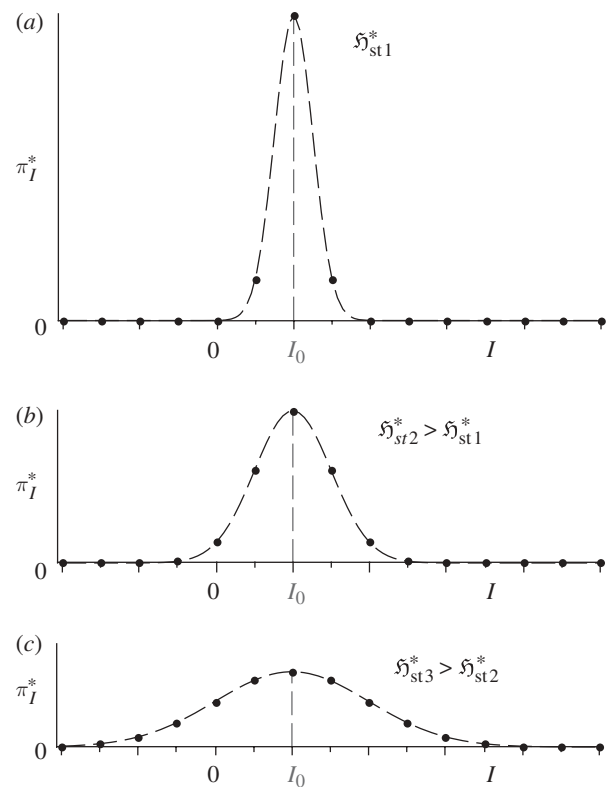 (a)
𝔥*st1
π*I
0
0 I0 I
(b)
𝔥*st2 > 𝔥*st1
π*I
0
0 I0 I
(c)
𝔥*st3 > 𝔥*st2
π*I
0
0 I0 I